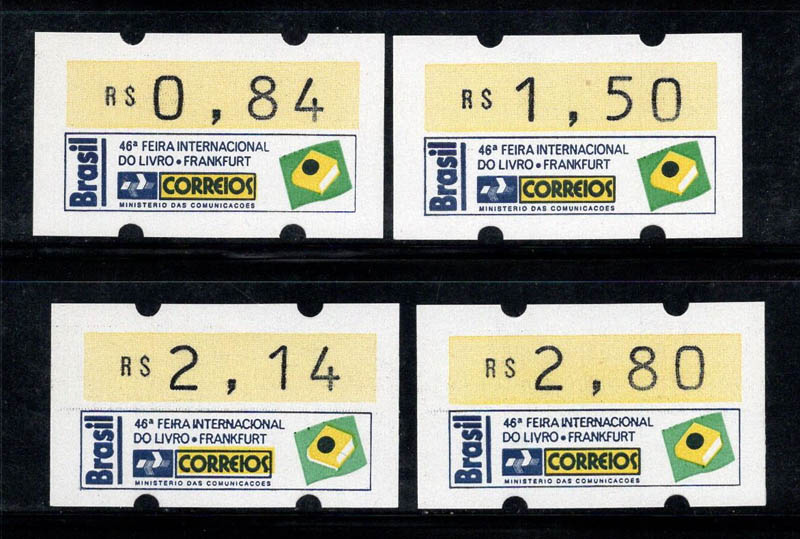 R$ 0,84
Brasil
46ª FEIRA INTERNACIONAL
DO LIVRO • FRANKFURT
CORREIOS
MINISTERIO DAS COMUNICACOES
R$ 1,50
Brasil
46ª FEIRA INTERNACIONAL
DO LIVRO • FRANKFURT
CORREIOS
MINISTERIO DAS COMUNICACOES
R$ 2,14
Brasil
46ª FEIRA INTERNACIONAL
DO LIVRO • FRANKFURT
CORREIOS
MINISTERIO DAS COMUNICACOES
R$ 2,80
Brasil
46ª FEIRA INTERNACIONAL
DO LIVRO • FRANKFURT
CORREIOS
MINISTERIO DAS COMUNICACOES